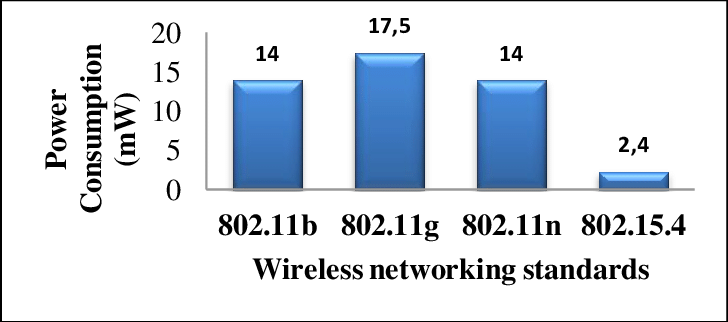 Power
Consumption
(mW)
20
15
10
5
0
14
17,5
14
2,4
802.11b 802.11g 802.11n 802.15.4
Wireless networking standards